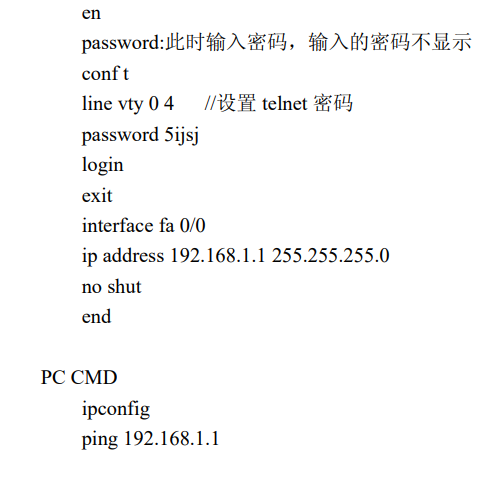 en
password:此时输入密码，输入的密码不显示
conf t
line vty 0 4 //设置 telnet 密码
password 5ijsj
login
exit
interface fa 0/0
ip address 192.168.1.1 255.255.255.0
no shut
end
PC CMD
ipconfig
ping 192.168.1.1